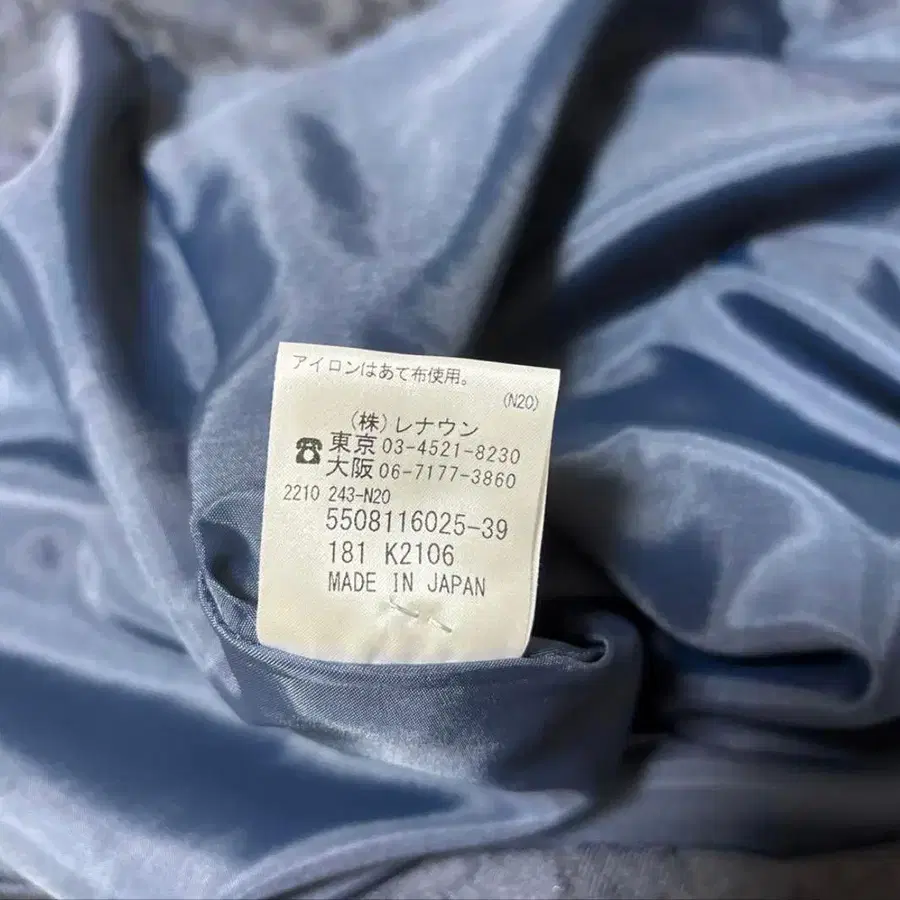 アイロンはあて布使用。
(N20)
(株)レナウン
☎東京 03-4521-8230
大阪 06-7177-3860
2210 243-N20
5508116025-39
181 K2106
MADE IN JAPAN